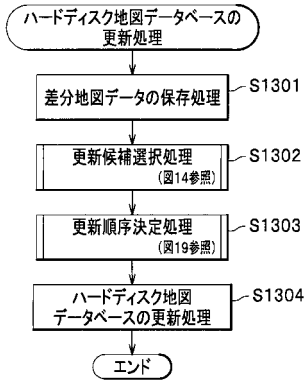 ハードディスク地図データベースの
更新処理
差分地図データの保存処理
S1301
更新候補選択処理
(図14参照)
S1302
更新順序決定処理
(図19参照)
S1303
ハードディスク地図
データベースの更新処理
S1304
エンド